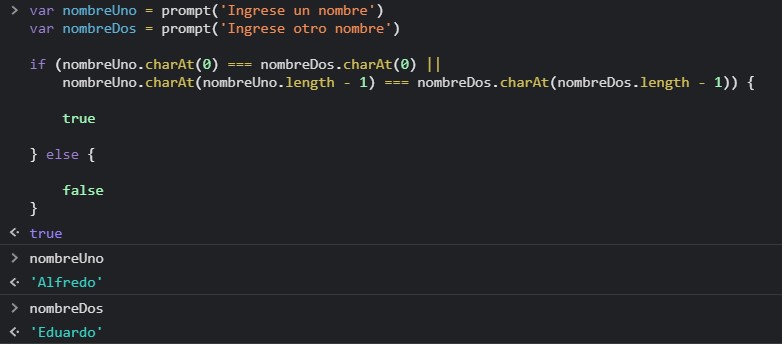 > var nombreUno = prompt('Ingrese un nombre')
var nombreDos = prompt('Ingrese otro nombre')
if (nombreUno.charAt(0) === nombreDos.charAt(0) ||
nombreUno.charAt(nombreUno.length - 1) === nombreDos.charAt(nombreDos.length - 1)) {
true
} else {
false
}
true
> nombreUno
'Alfredo'
> nombreDos
'Eduardo'